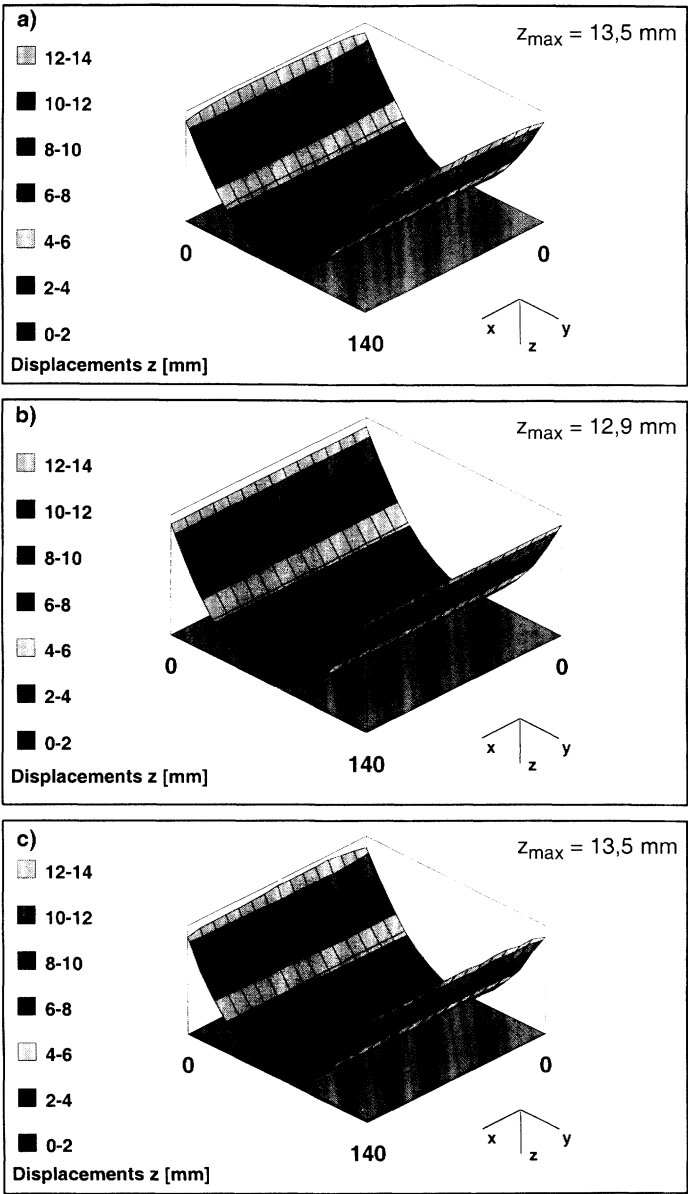 a)
z_max = 13,5 mm
12-14
10-12
8-10
6-8
4-6
2-4
0-2
Displacements z [mm]
0
0
140
x
y
z
b)
z_max = 12,9 mm
12-14
10-12
8-10
6-8
4-6
2-4
0-2
Displacements z [mm]
0
0
140
x
y
z
c)
z_max = 13,5 mm
12-14
10-12
8-10
6-8
4-6
2-4
0-2
Displacements z [mm]
0
0
140
x
y
z